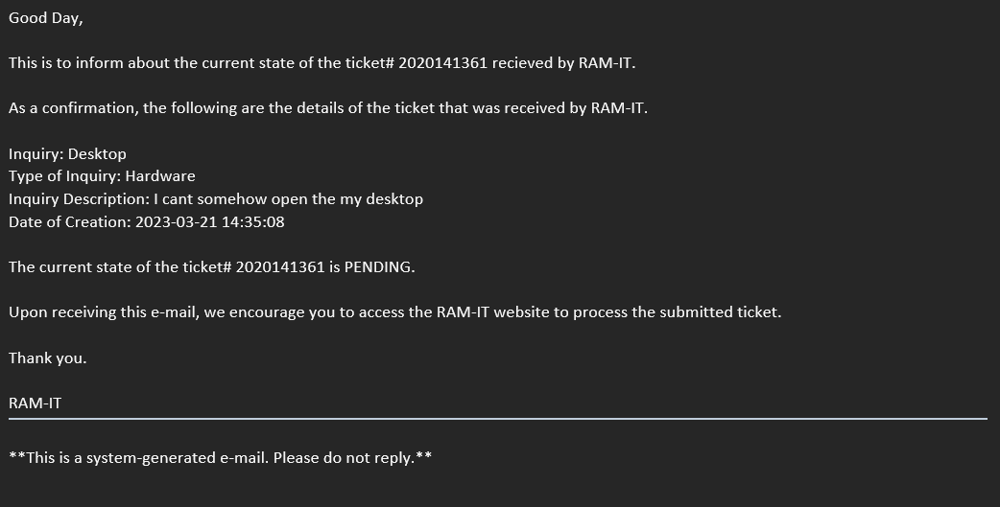 Good Day,
This is to inform about the current state of the ticket# 2020141361 recieved by RAM-IT.
As a confirmation, the following are the details of the ticket that was received by RAM-IT.
Inquiry: Desktop
Type of Inquiry: Hardware
Inquiry Description: I cant somehow open the my desktop
Date of Creation: 2023-03-21 14:35:08
The current state of the ticket# 2020141361 is PENDING.
Upon receiving this e-mail, we encourage you to access the RAM-IT website to process the submitted ticket.
Thank you.
RAM-IT
**This is a system-generated e-mail. Please do not reply.**